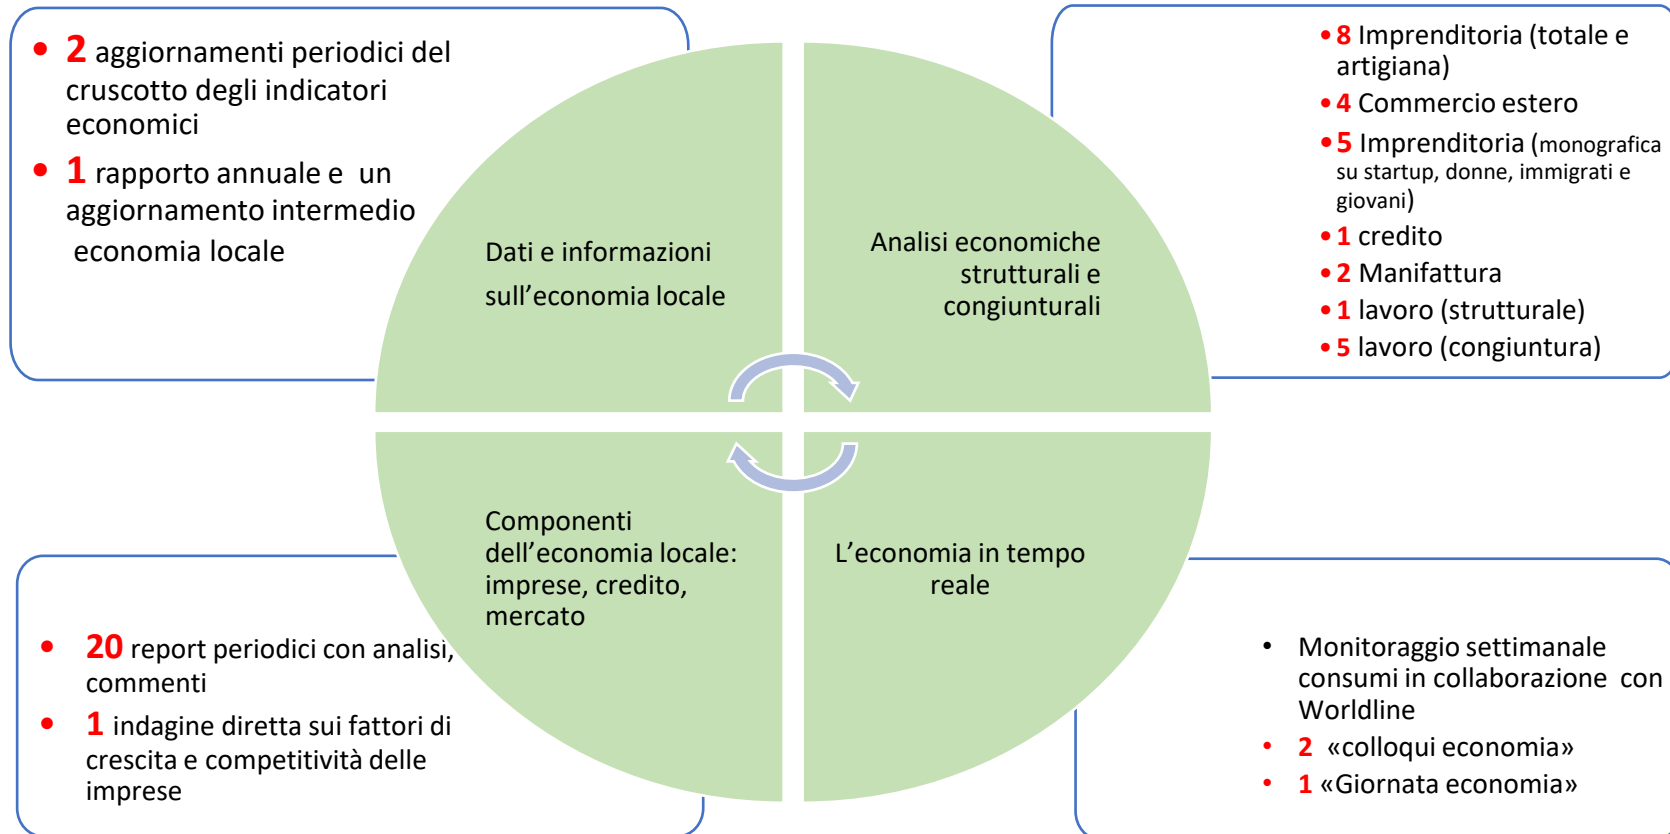 • 2 aggiornamenti periodici del
cruscotto degli indicatori
economici
• 1 rapporto annuale e un
aggiornamento intermedio
economia locale
Dati e informazioni
sull’economia locale
Analisi economiche
strutturali e
congiunturali
• 8 Imprenditoria (totale e
artigiana)
• 4 Commercio estero
• 5 Imprenditoria (monografica
su startup, donne, immigrati e
giovani)
• 1 credito
• 2 Manifattura
• 1 lavoro (strutturale)
• 5 lavoro (congiuntura)
Componenti
dell’economia locale:
imprese, credito,
mercato
L’economia in tempo
reale
• 20 report periodici con analisi,
commenti
• 1 indagine diretta sui fattori di
crescita e competitività delle
imprese
• Monitoraggio settimanale
consumi in collaborazione con
Worldline
• 2 «colloqui economia»
• 1 «Giornata economia»